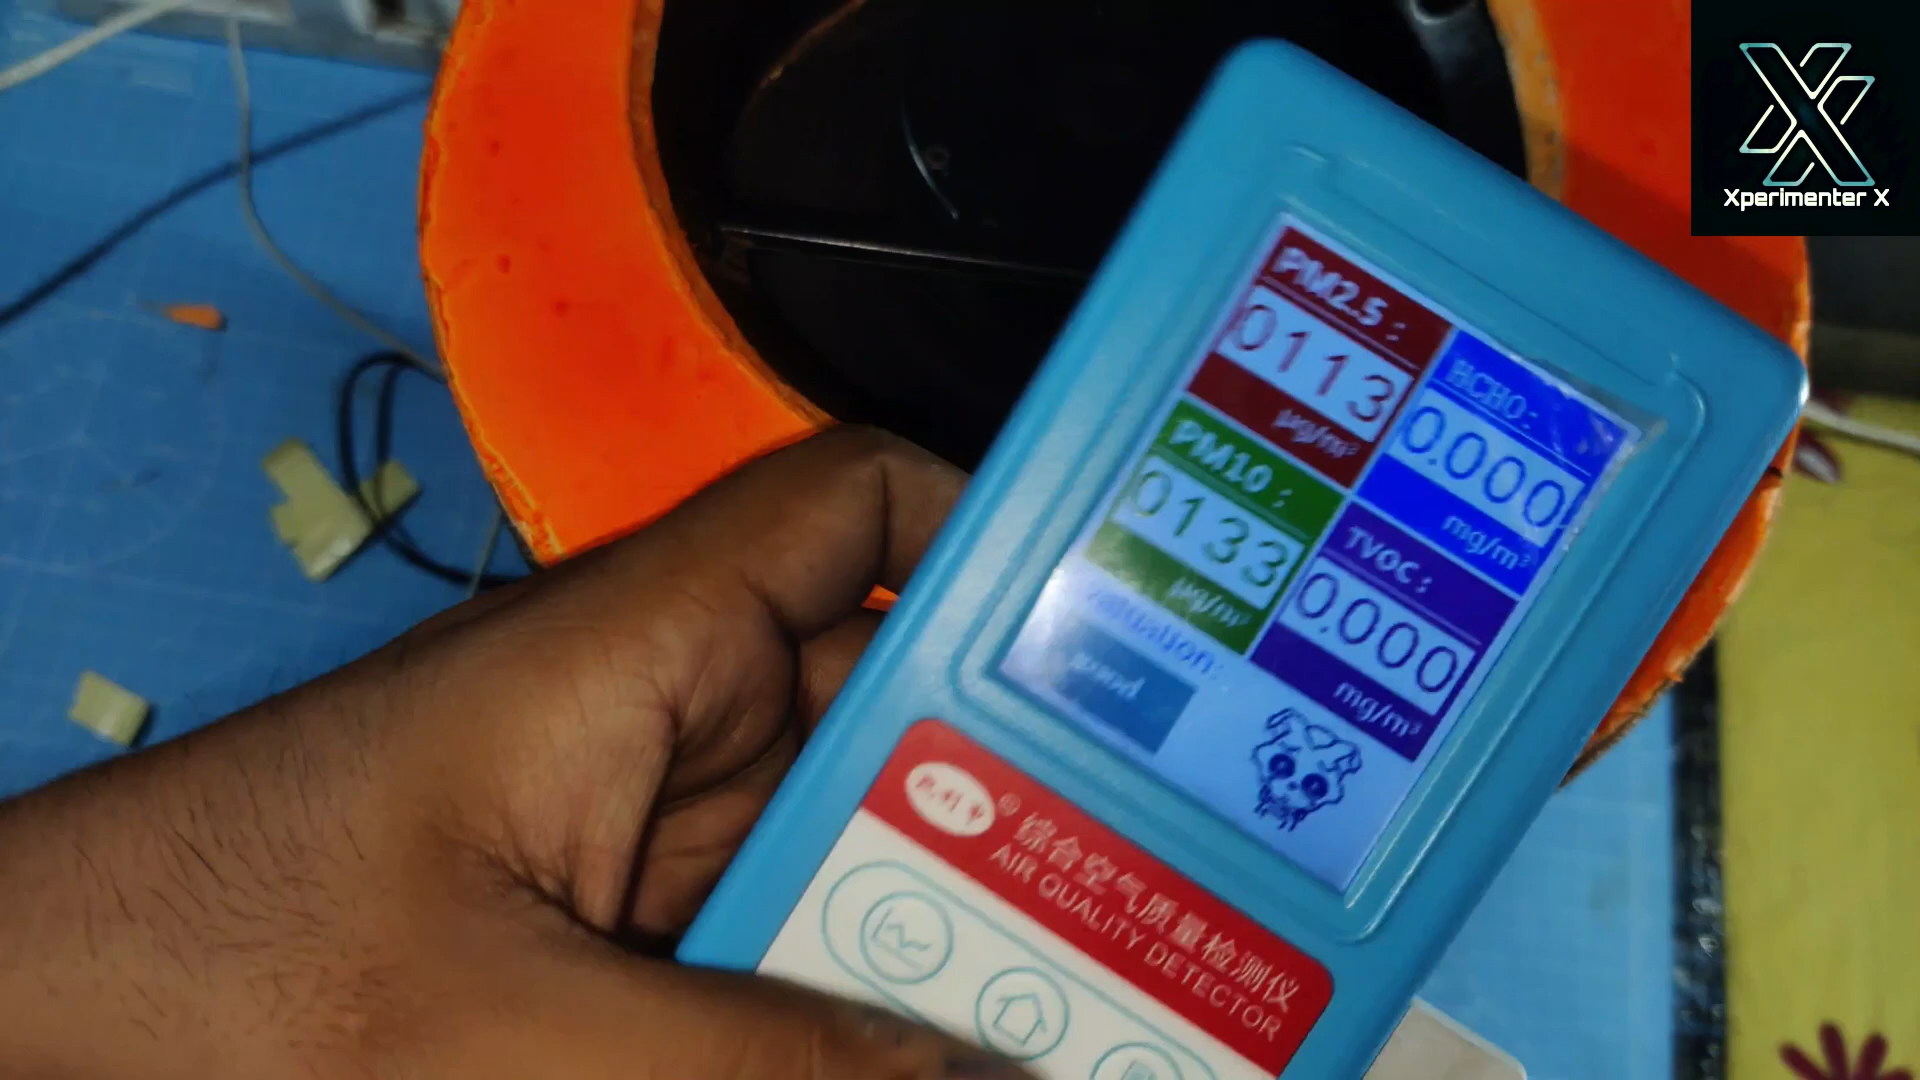 Xperimenter X
PM2.5 :
0113
µg/m³
HCHO:
0.000
mg/m³
PM10 :
0133
µg/m³
TVOC :
0.000
mg/m³
®
综合空气质量检测仪
AIR QUALITY DETECTOR